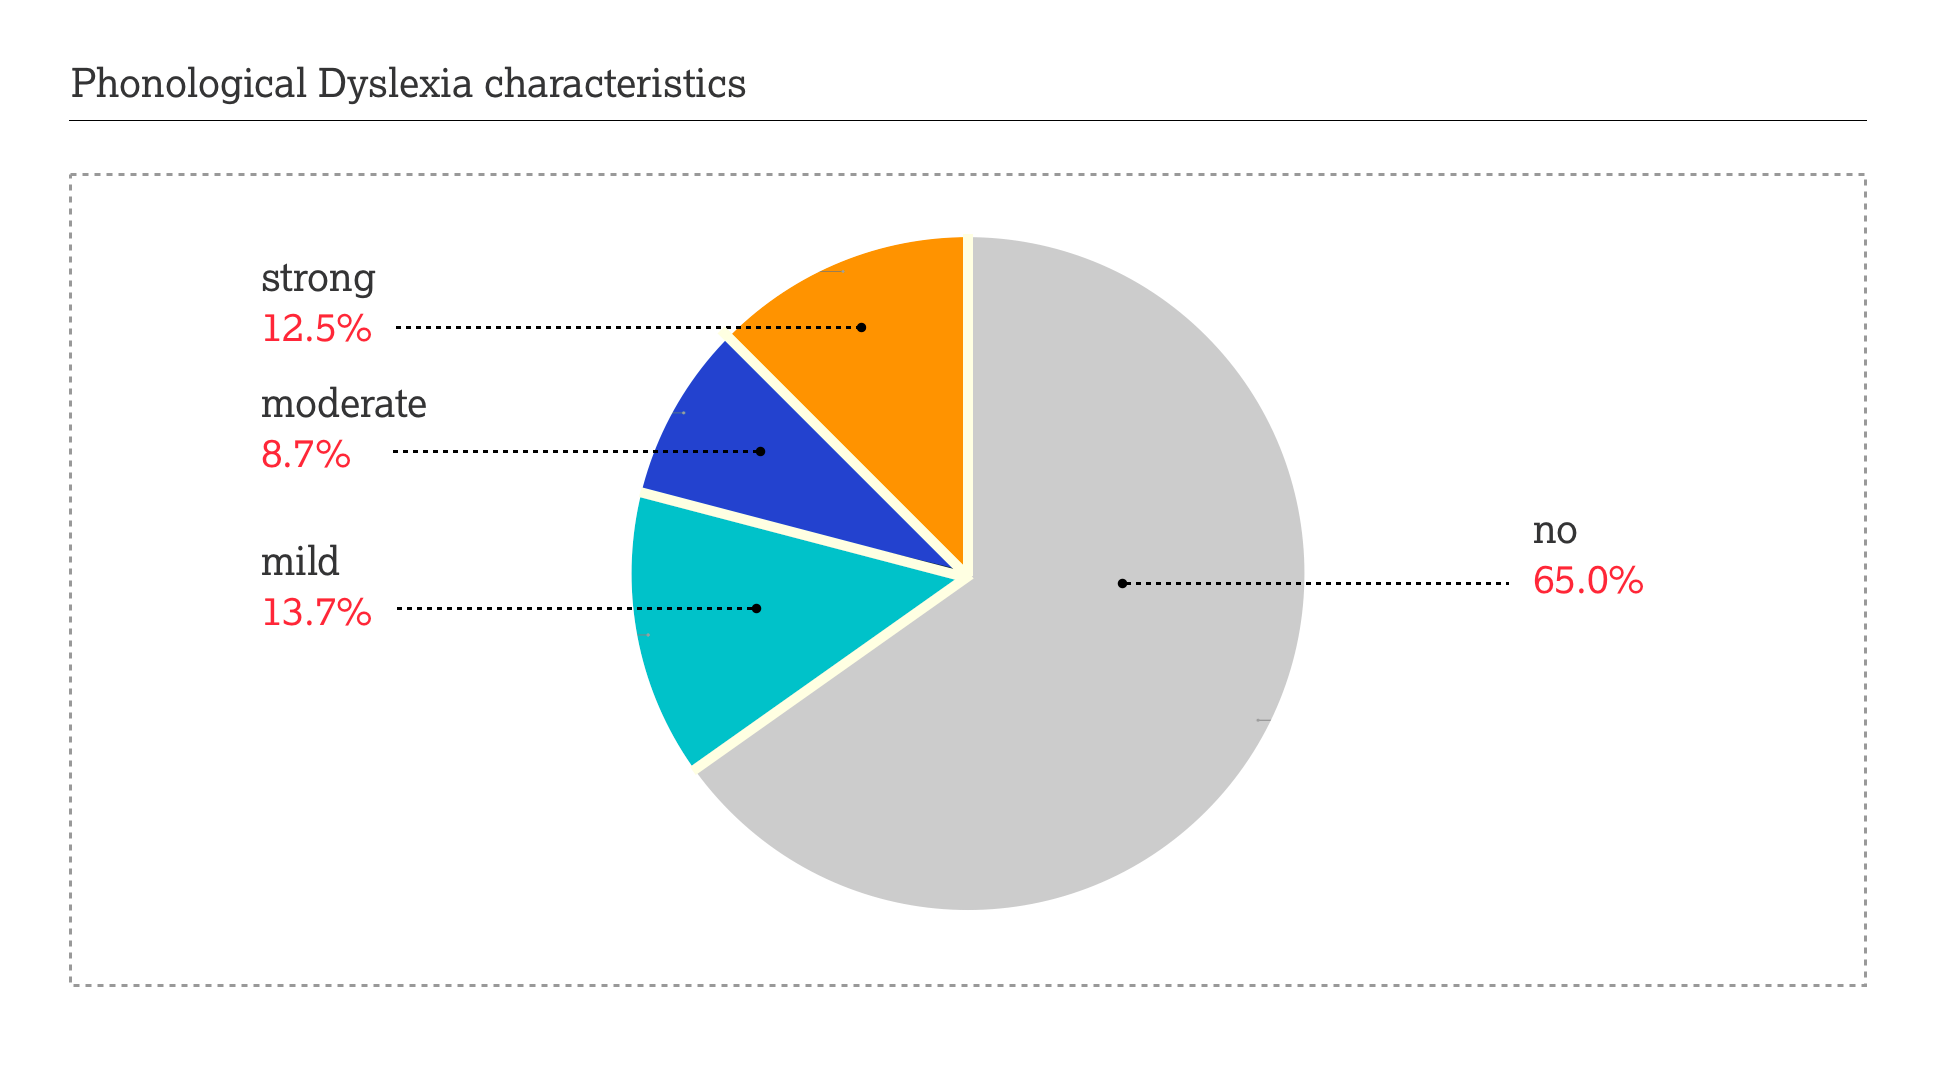 Phonological Dyslexia characteristics
strong
12.5%
moderate
8.7%
mild
13.7%
no
65.0%